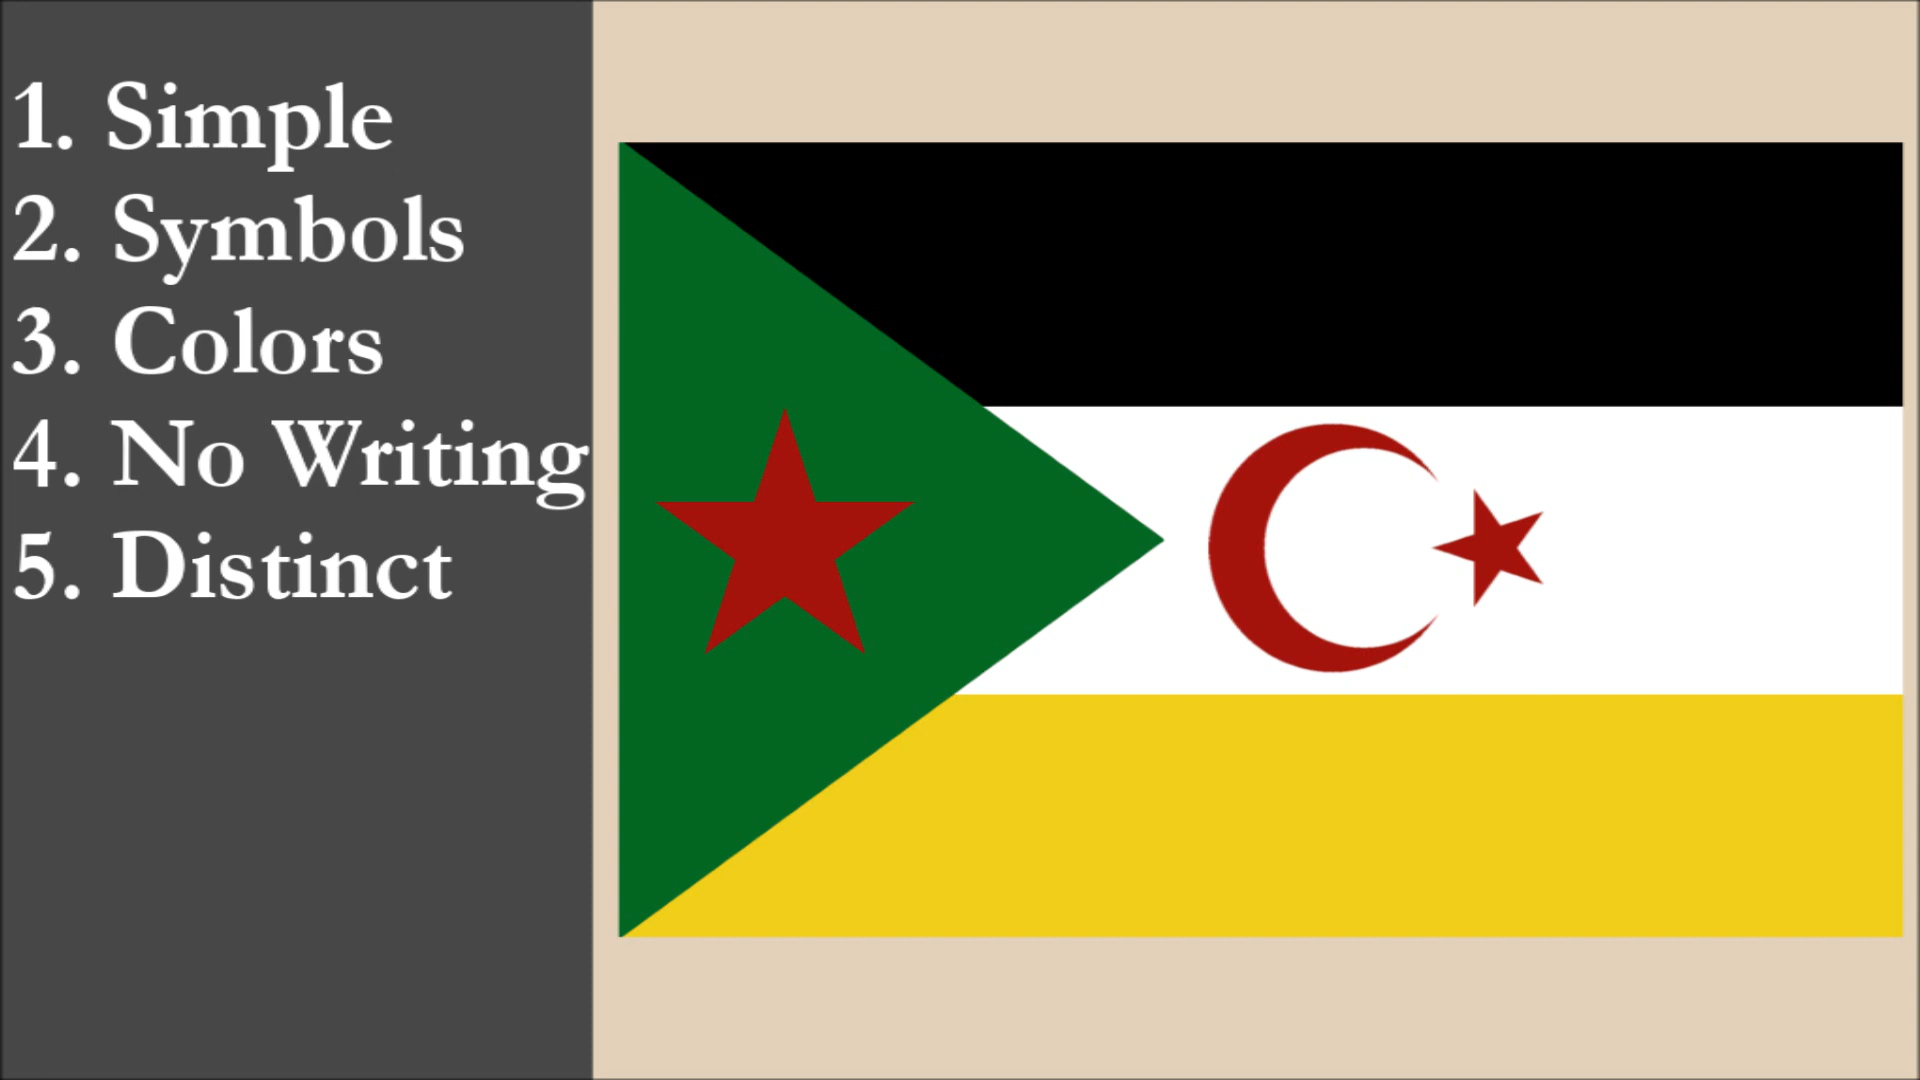 1. Simple
2. Symbols
3. Colors
4. No Writing
5. Distinct